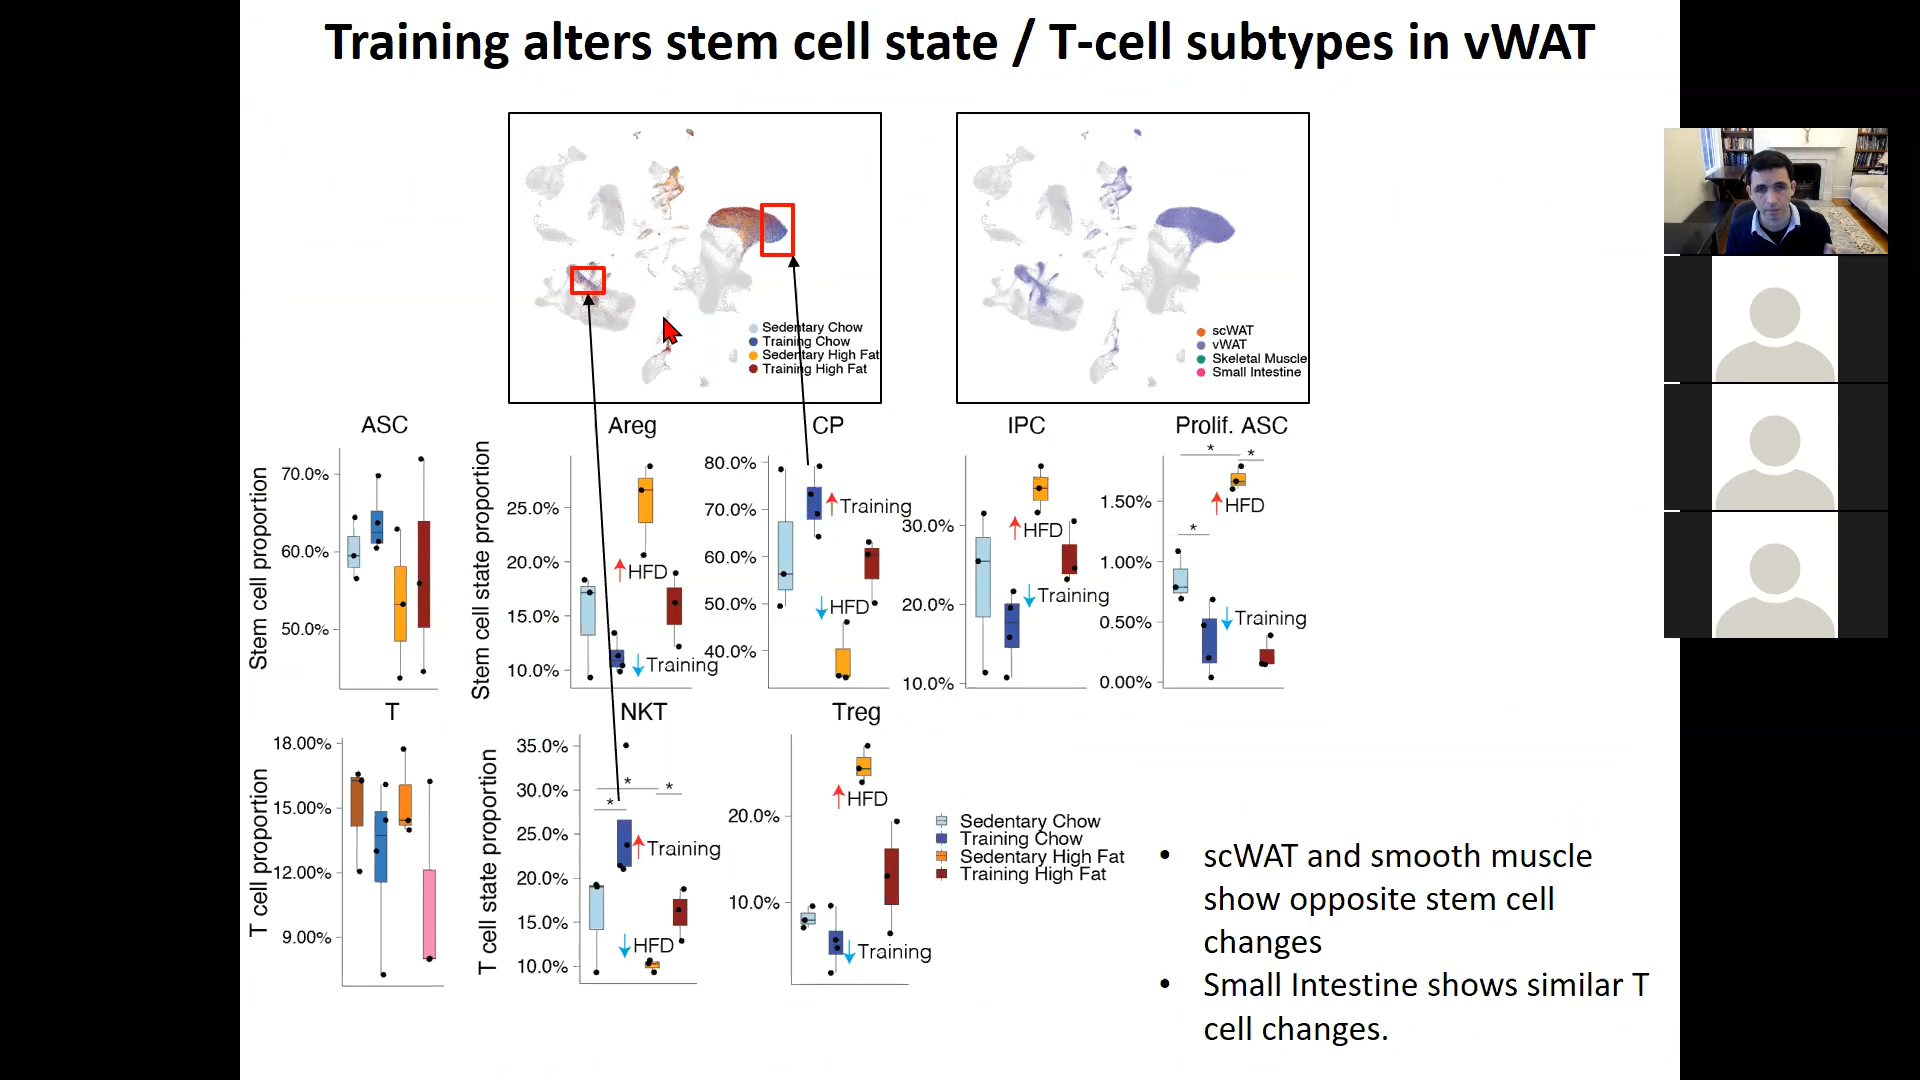 Training alters stem cell state / T-cell subtypes in vWAT
Sedentary Chow
Training Chow
Sedentary High Fat
Training High Fat
scWAT
vWAT
Skeletal Muscle
Small Intestine
ASC
Stem cell proportion
70.0%
60.0%
50.0%
Areg
Stem cell state proportion
25.0%
20.0%
15.0%
10.0%
HFD
Training
CP
80.0%
70.0%
60.0%
50.0%
40.0%
Training
HFD
IPC
30.0%
20.0%
10.0%
HFD
Training
Prolif. ASC
1.50%
1.00%
0.50%
0.00%
* *
HFD
*
Training
T
T cell proportion
18.00%
15.00%
12.00%
9.00%
NKT
T cell state proportion
35.0%
30.0%
25.0%
20.0%
15.0%
10.0%
* *
*
Training
HFD
Treg
20.0%
10.0%
HFD
Training
Sedentary Chow
Training Chow
Sedentary High Fat
Training High Fat
• scWAT and smooth muscle
show opposite stem cell
changes
• Small Intestine shows similar T
cell changes.